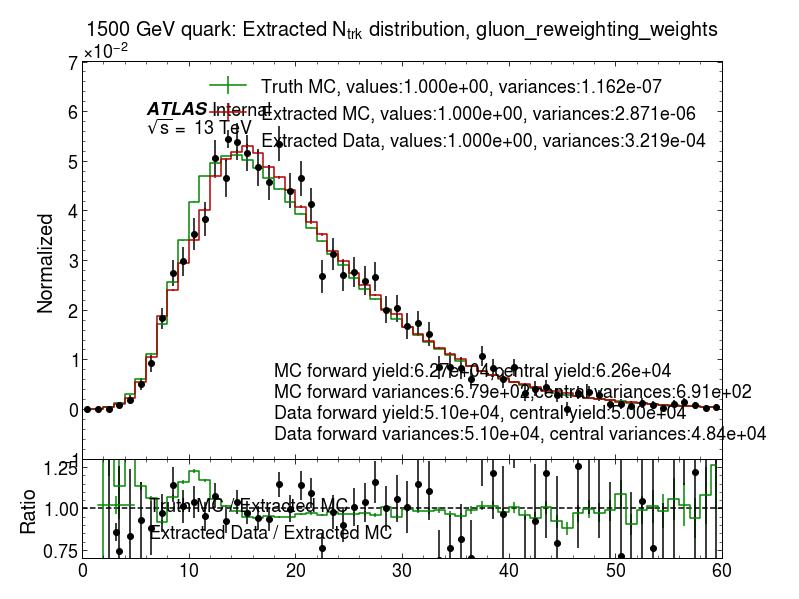 1500 GeV quark: Extracted Ntrk distribution, gluon_reweighting_weights
×10−2
Truth MC, values:1.000e+00, variances:1.162e-07
ATLAS Internal
Extracted MC, values:1.000e+00, variances:2.871e-06
√s = 13 TeV
Extracted Data, values:1.000e+00, variances:3.219e-04
Normalized
7
6
5
4
3
2
1
0
MC forward yield:6.27e+04, central yield:6.26e+04
MC forward variances:6.79e+02, central variances:6.91e+02
Data forward yield:5.10e+04, central yield:5.00e+04
Data forward variances:5.10e+04, central variances:4.84e+04
1
Ratio
1.25
1.00
0.75
Truth MC / Extracted MC
Extracted Data / Extracted MC
0 10 20 30 40 50 60